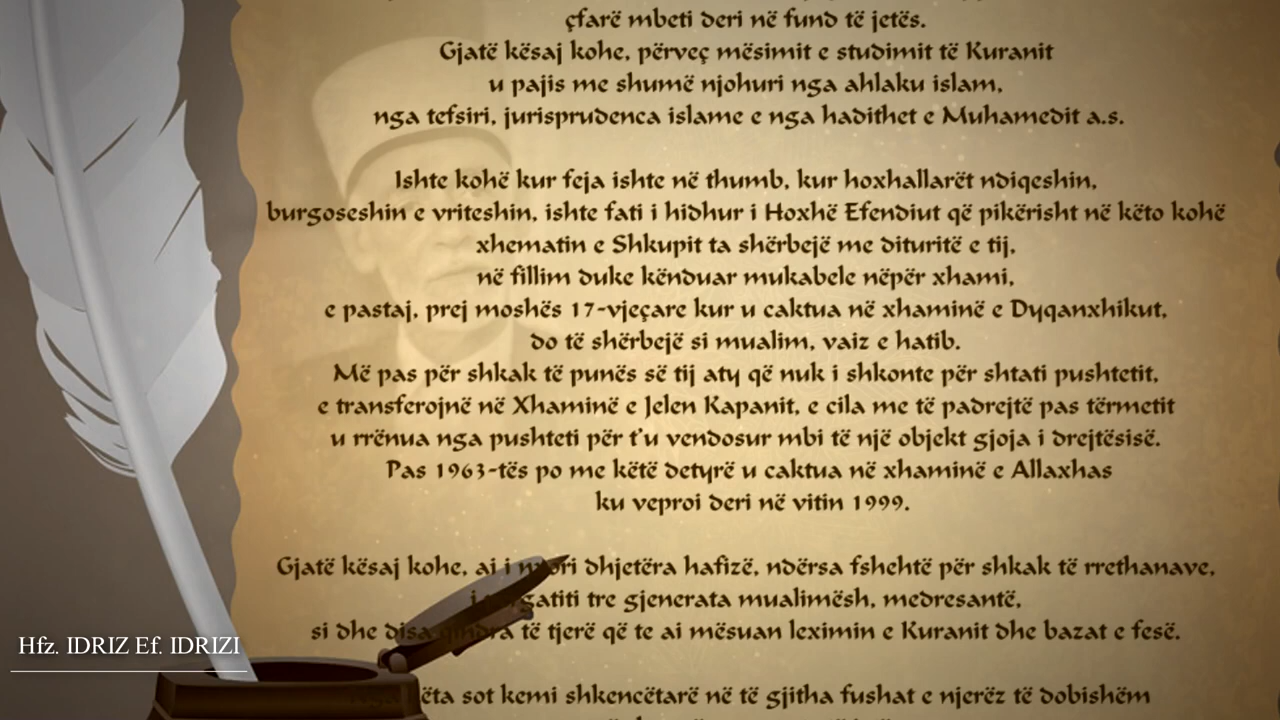 çfarë mbeti deri në fund të jetës.
Gjatë kësaj kohe, përveç mësimit e studimit të Kuranit
u pajis me shumë njohuri nga ahlaku islam,
nga tefsiri, jurisprudenca islame e nga hadithet e Muhamedit a.s.
Ishte kohë kur feja ishte në thumb, kur hoxhallarët ndiqeshin,
burgoseshin e vriteshin, ishte fati i hidhur i Hoxhë Efendiut që pikërisht në këto kohë
xhematin e Shkupit ta shërbejë me dituritë e tij,
në fillim duke kënduar mukabele nëpër xhami,
e pastaj, prej moshës 17-vjeçare kur u caktua në xhaminë e Dyqanxhikut,
do të shërbejë si mualim, vaiz e hatib.
Më pas për shkak të punës së tij aty që nuk i shkonte për shtati pushtetit,
e transferojnë në Xhaminë e Jelen Kapanit, e cila me të padrejtë pas tërmetit
u rrënua nga pushteti për t'u vendosur mbi të një objekt gjoja i drejtësisë.
Pas 1963-tës po me këtë detyrë u caktua në xhaminë e Allaxhas
ku veproi deri në vitin 1999.
Gjatë kësaj kohe, ai i nxori dhjetëra hafizë, ndërsa fshehtë për shkak të rrethanave,
tre gjenerata mualimësh, medresantë,
si dhe disa qindra të tjerë që te ai mësuan leximin e Kuranit dhe bazat e fesë.
sot kemi shkencëtarë në të gjitha fushat e njerëz të dobishëm
Hfz. IDRIZ Ef. IDRIZI